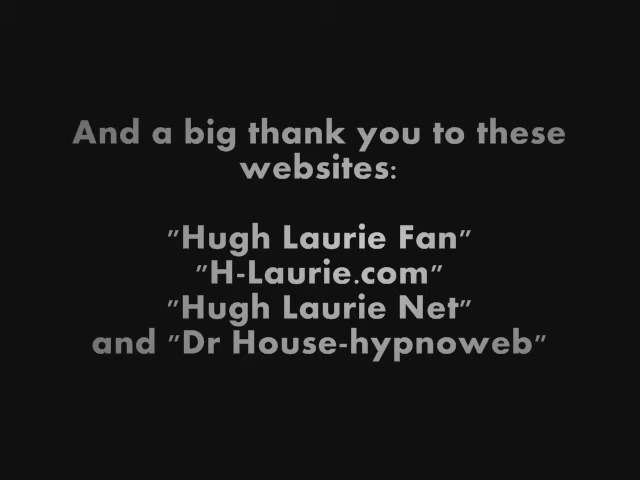 And a big thank you to these
websites:
"Hugh Laurie Fan"
"H-Laurie.com"
"Hugh Laurie Net"
and "Dr House-hypnoweb"